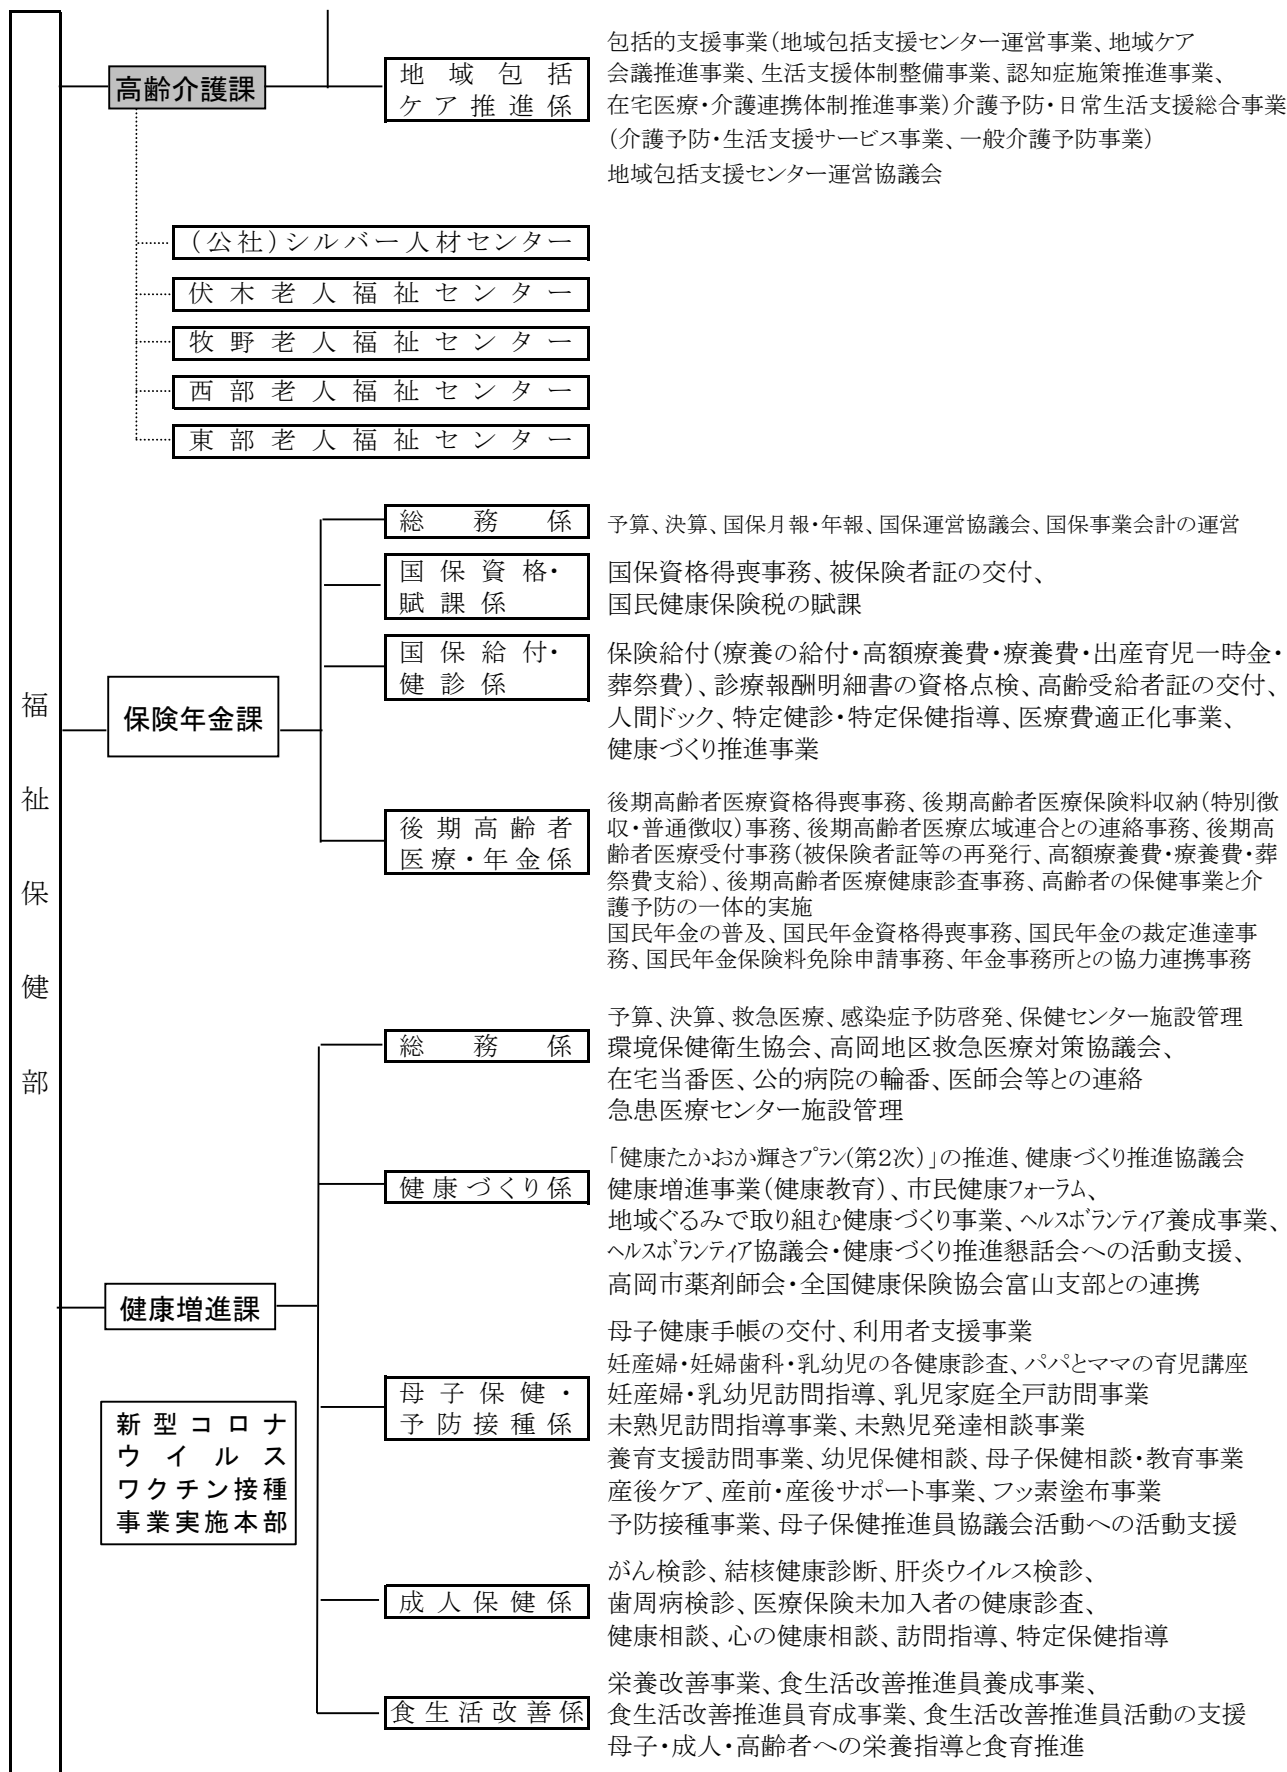 福祉保健部
高齢介護課
地域包括
ケア推進係
包括的支援事業(地域包括支援センター運営事業、地域ケア
会議推進事業、生活支援体制整備事業、認知症施策推進事業、
在宅医療・介護連携体制推進事業)介護予防・日常生活支援総合事業
(介護予防・生活支援サービス事業、一般介護予防事業)
地域包括支援センター運営協議会
(公社)シルバー人材センター
伏木老人福祉センター
牧野老人福祉センター
西部老人福祉センター
東部老人福祉センター
保険年金課
総務係
予算、決算、国保月報・年報、国保運営協議会、国保事業会計の運営
国保資格・
賦課係
国保資格得喪事務、被保険者証の交付、
国民健康保険税の賦課
国保給付・
健診係
保険給付(療養の給付・高額療養費・療養費・出産育児一時金・
葬祭費)、診療報酬明細書の資格点検、高齢受給者証の交付、
人間ドック、特定健診・特定保健指導、医療費適正化事業、
健康づくり推進事業
後期高齢者
医療・年金係
後期高齢者医療資格得喪事務、後期高齢者医療保険料収納(特別徴
収・普通徴収)事務、後期高齢者医療広域連合との連絡事務、後期高
齢者医療受付事務(被保険者証等の再発行、高額療養費・療養費・葬
祭費支給)、後期高齢者医療健康診査事務、高齢者の保健事業と介
護予防の一体的実施
国民年金の普及、国民年金資格得喪事務、国民年金の裁定進達事
務、国民年金保険料免除申請事務、年金事務所との協力連携事務
健康増進課
新型コロナ
ウイルス
ワクチン接種
事業実施本部
総務係
予算、決算、救急医療、感染症予防啓発、保健センター施設管理
環境保健衛生協会、高岡地区救急医療対策協議会、
在宅当番医、公的病院の輪番、医師会等との連絡
急患医療センター施設管理
健康づくり係
「健康たかおか輝きプラン(第2次)」の推進、健康づくり推進協議会
健康増進事業(健康教育)、市民健康フォーラム、
地域ぐるみで取り組む健康づくり事業、ヘルスボランティア養成事業、
ヘルスボランティア協議会・健康づくり推進懇話会への活動支援、
高岡市薬剤師会・全国健康保険協会富山支部との連携
母子保健・
予防接種係
母子健康手帳の交付、利用者支援事業
妊産婦・妊婦歯科・乳幼児の各健康診査、パパとママの育児講座
妊産婦・乳幼児訪問指導、乳児家庭全戸訪問事業
未熟児訪問指導事業、未熟児発達相談事業
養育支援訪問事業、幼児保健相談、母子保健相談・教育事業
産後ケア、産前・産後サポート事業、フッ素塗布事業
予防接種事業、母子保健推進員協議会活動への活動支援
成人保健係
がん検診、結核健康診断、肝炎ウイルス検診、
歯周病検診、医療保険未加入者の健康診査、
健康相談、心の健康相談、訪問指導、特定保健指導
食生活改善係
栄養改善事業、食生活改善推進員養成事業、
食生活改善推進員育成事業、食生活改善推進員活動の支援
母子・成人・高齢者への栄養指導と食育推進